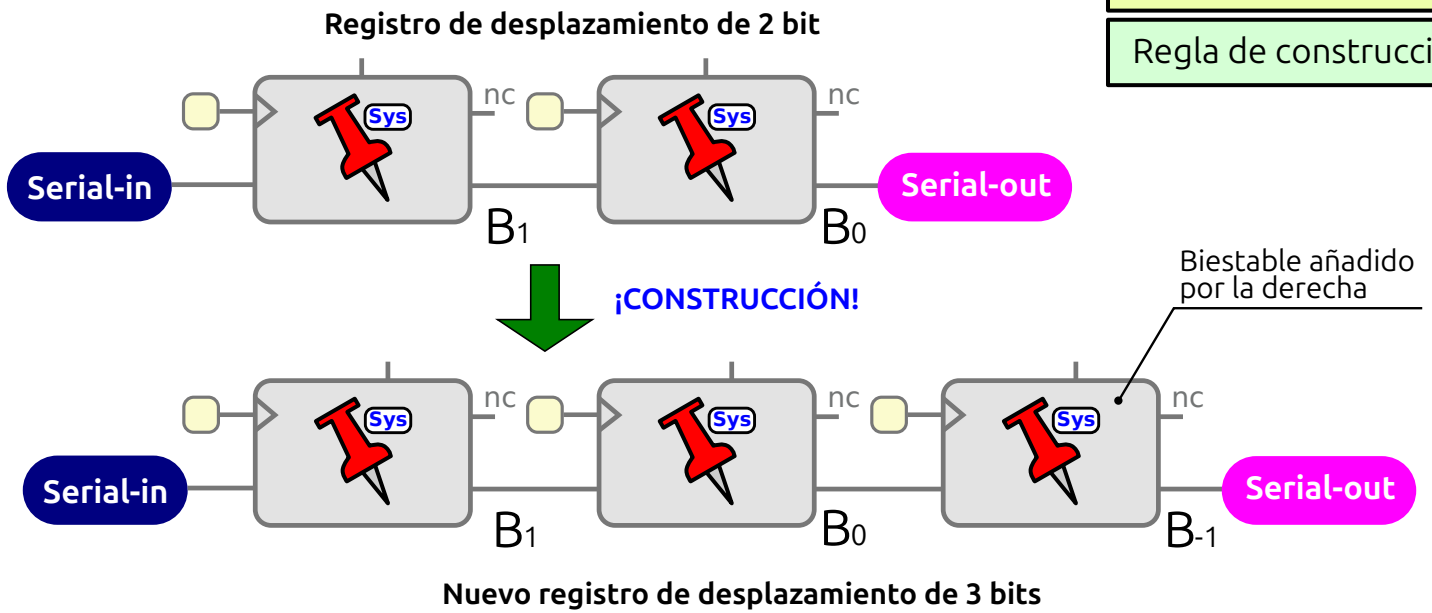 Registro de desplazamiento de 2 bit
Regla de construcci
nc
nc
Sys
Sys
Serial-in
Serial-out
B1
B0
Biestable añadido
por la derecha
¡CONSTRUCCIÓN!
nc
nc
nc
Sys
Sys
Sys
Serial-in
Serial-out
B1
B0
B-1
Nuevo registro de desplazamiento de 3 bits